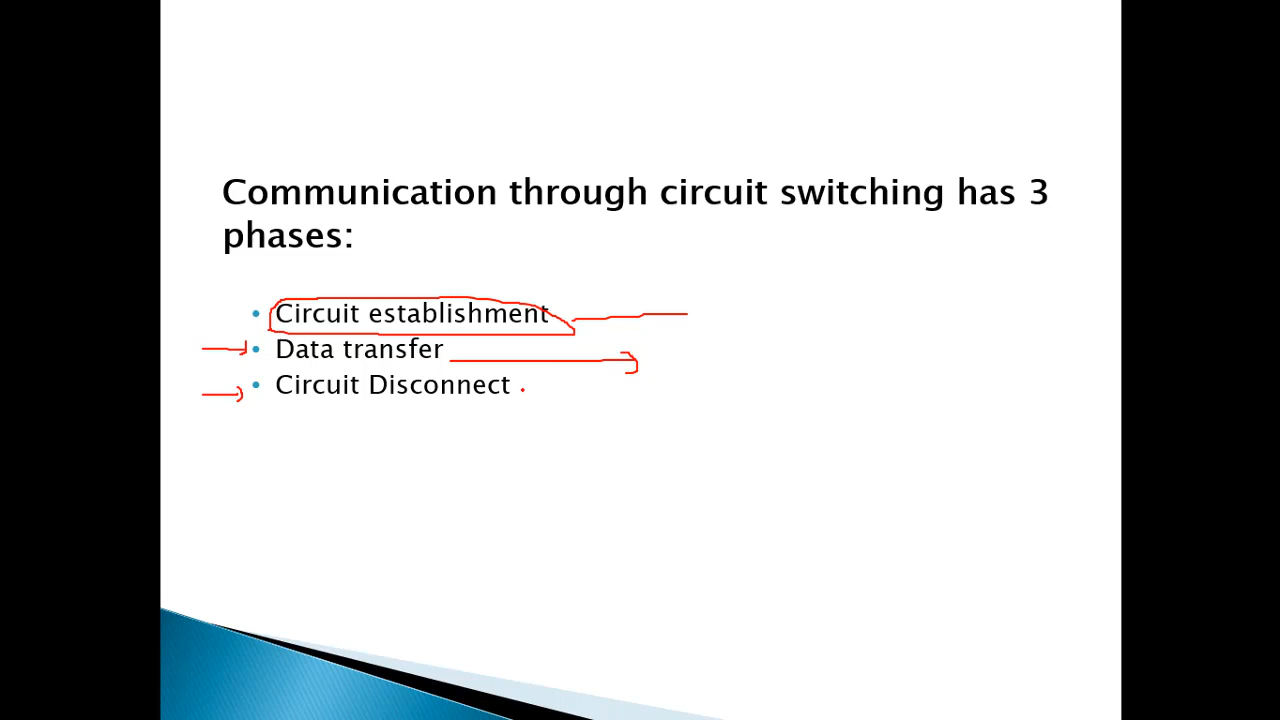 Communication through circuit switching has 3
phases:
• Circuit establishment
• Data transfer
• Circuit Disconnect